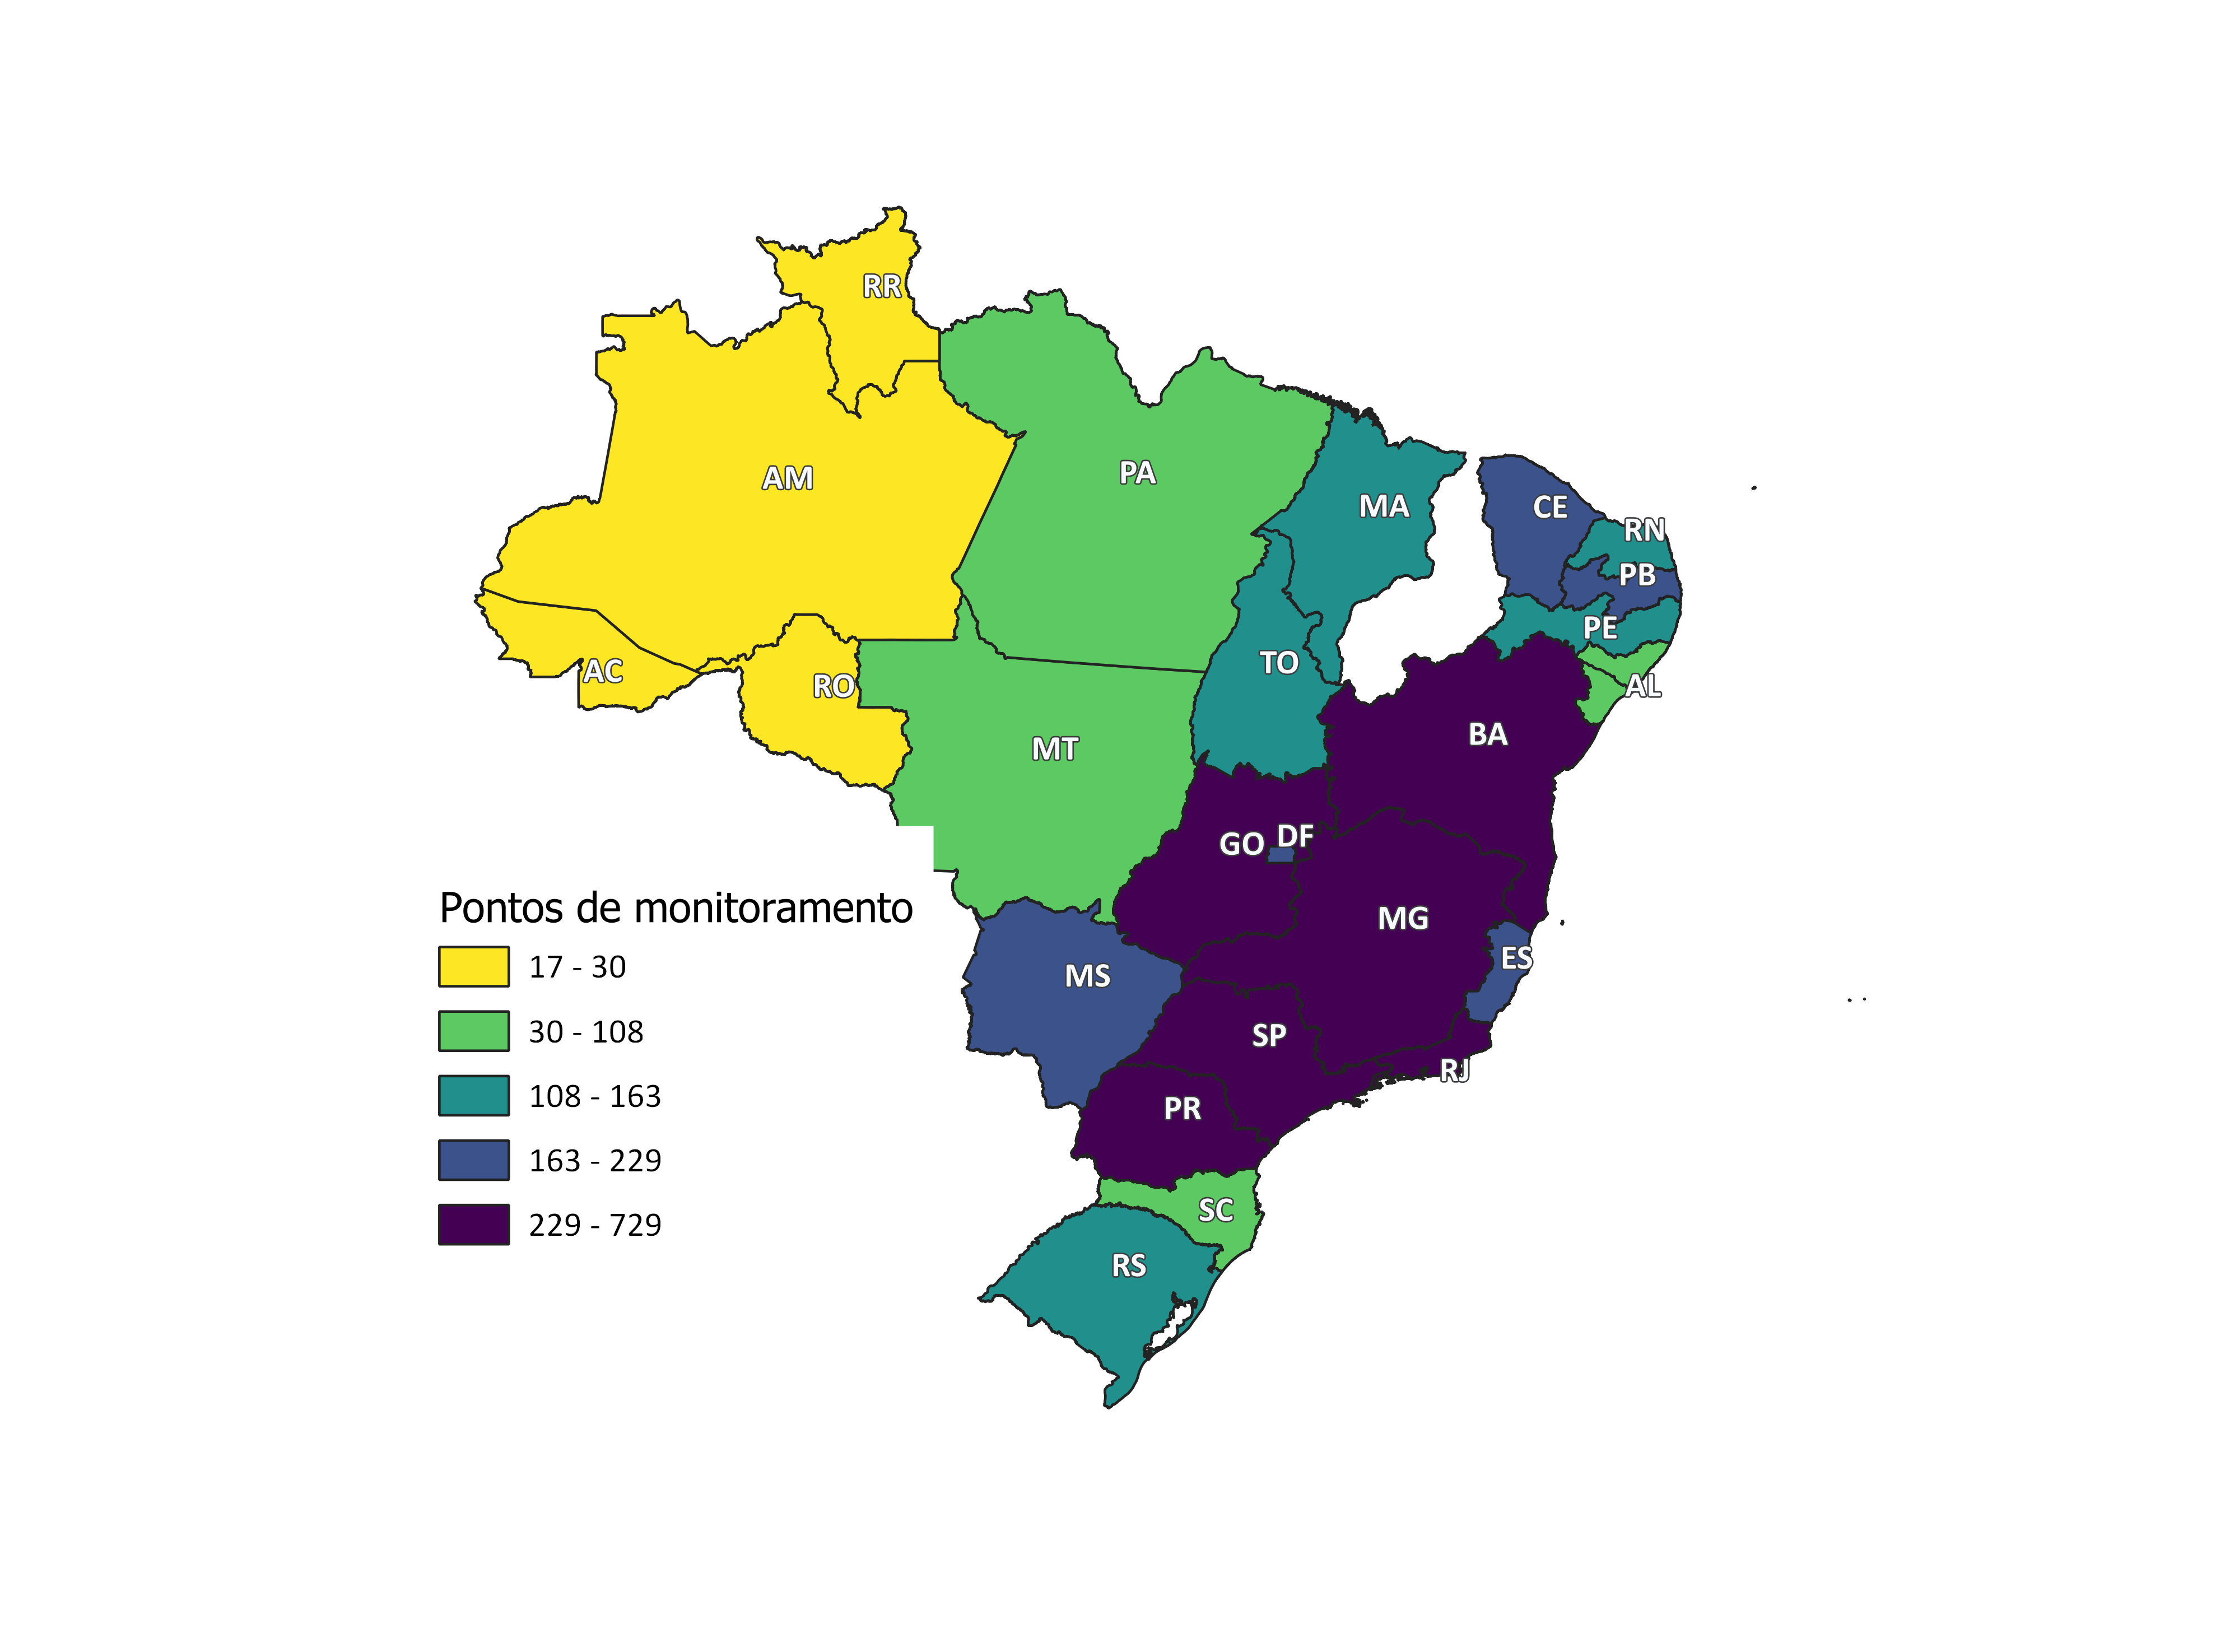 RR
AM
PA
MA
CE
RN
PB
PE
AC
RO
TO
AL
MT
BA
GO
DF
MG
ES
MS
SP
RJ
PR
SC
RS
Pontos de monitoramento
17 - 30
30 - 108
108 - 163
163 - 229
229 - 729